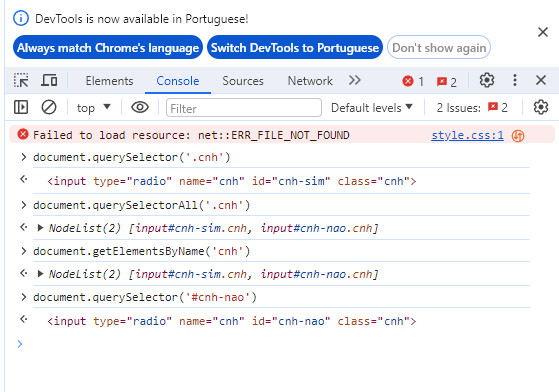 DevTools is now available in Portuguese!
Always match Chrome's language Switch DevTools to Portuguese Don't show again
Elements Console Sources Network 1 2
top Filter Default levels 2 Issues: 2
Failed to load resource: net::ERR_FILE_NOT_FOUND style.css:1
document.querySelector('.cnh')
<input type="radio" name="cnh" id="cnh-sim" class="cnh">
document.querySelectorAll('.cnh')
NodeList(2) [input#cnh-sim.cnh, input#cnh-nao.cnh]
document.getElementsByName('cnh')
NodeList(2) [input#cnh-sim.cnh, input#cnh-nao.cnh]
document.querySelector('#cnh-nao')
<input type="radio" name="cnh" id="cnh-nao" class="cnh">